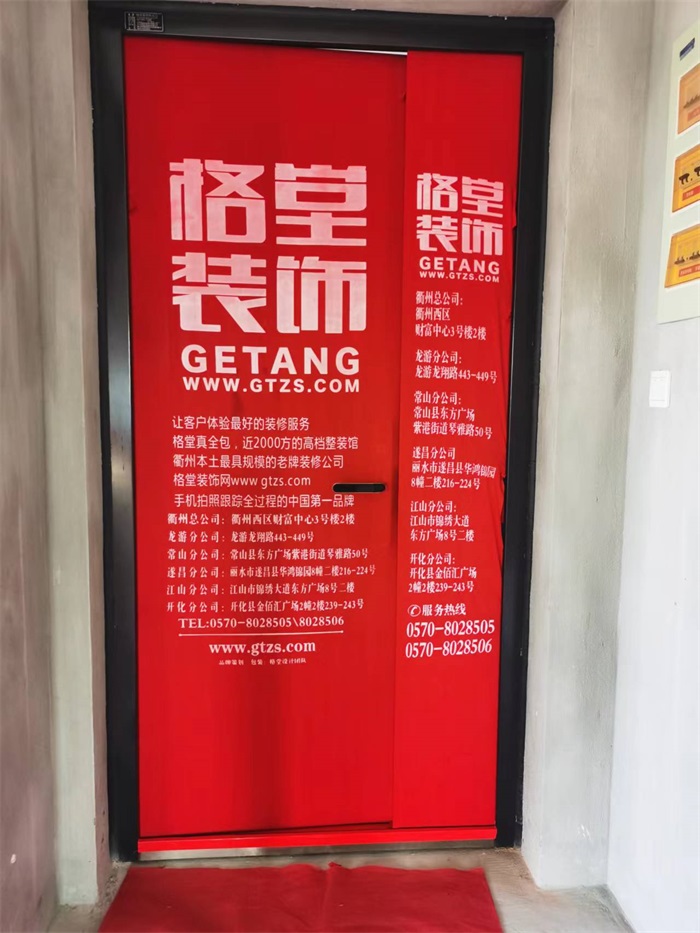 格堂
装饰
GETANG
WWW.GTZS.COM
让客户体验最好的装修服务
格堂真全包，近2000方的高档整装馆
衢州本土最具规模的老牌装修公司
格堂装饰网www gtzs.com
手机拍照跟踪全过程的中国第一品牌
衢州总公司：衢州西区财富中心3号楼2楼
龙游分公司：龙游龙翔路443-449号
常山分公司：常山县东方广场紫港街道琴雅路50号
遂昌分公司：丽水市遂昌县华鸿锦园8幢二楼216-224号
江山分公司：江山市锦绣大道东方广场8号二楼
开化分公司：开化县金佰汇广场2幢2楼239-243号
TEL:0570-8028505\8028506
www.gtzs.com
格堂
装饰
GETANG
WWW.GTZS.COM
衢州总公司：
衢州西区
财富中心3号楼2楼
龙游分公司：
龙游龙翔路443-449号
常山分公司：
常山县东方广场
紫港街道琴雅路50号
遂昌分公司
丽水市遂昌县华鸿锦园
8幢二楼216-224号
江山分公司：
江山市锦绣大道
东方广场8号二楼
开化分公司：
开化县金佰汇广场
2幢2楼239-243号
✆服务热线
0570-8028505
0570-8028506